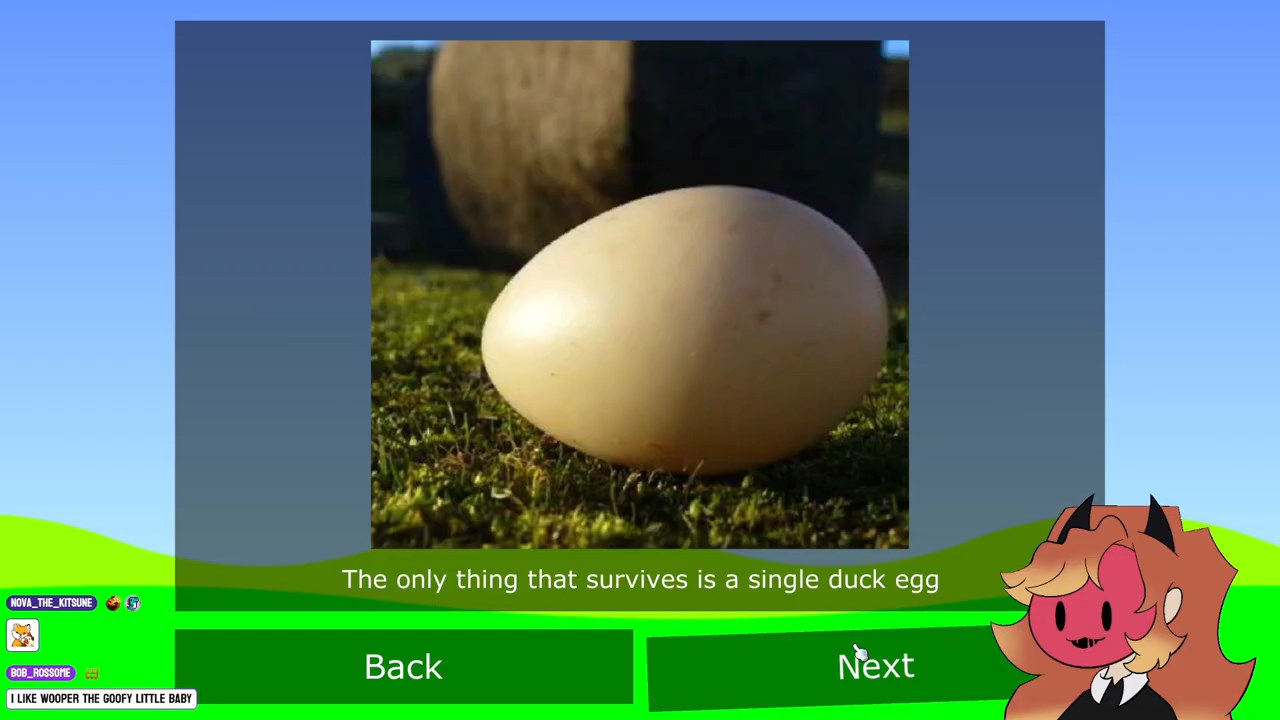 The only thing that survives is a single duck egg
NOVA_THE_KITSUNE
BOB_ROSSOME
I LIKE WOOPER THE GOOFY LITTLE BABY
Back
Next